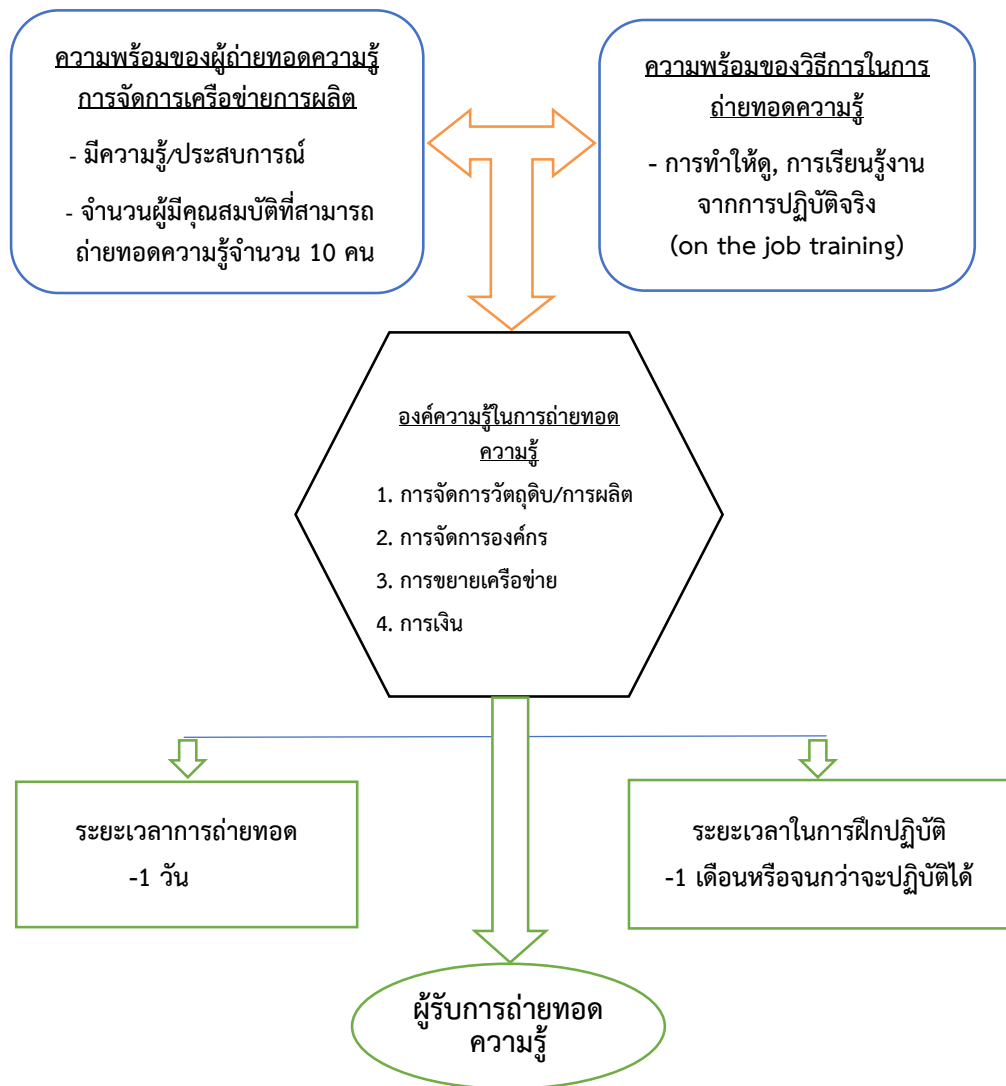 ความพร้อมของผู้ถ่ายทอดความรู้
การจัดการเครือข่ายการผลิต
- มีความรู้/ประสบการณ์
- จำนวนผู้มีคุณสมบัติที่สามารถ
ถ่ายทอดความรู้จำนวน 10 คน
ความพร้อมของวิธีการในการ
ถ่ายทอดความรู้
- การทำให้ดู, การเรียนรู้งาน
จากการปฏิบัติจริง
(on the job training)
องค์ความรู้ในการถ่ายทอด
ความรู้
1. การจัดการวัตถุดิบ/การผลิต
2. การจัดการองค์กร
3. การขยายเครือข่าย
4. การเงิน
ระยะเวลาการถ่ายทอด
-1 วัน
ระยะเวลาในการฝึกปฏิบัติ
-1 เดือนหรือจนกว่าจะปฏิบัติได้
ผู้รับการถ่ายทอด
ความรู้